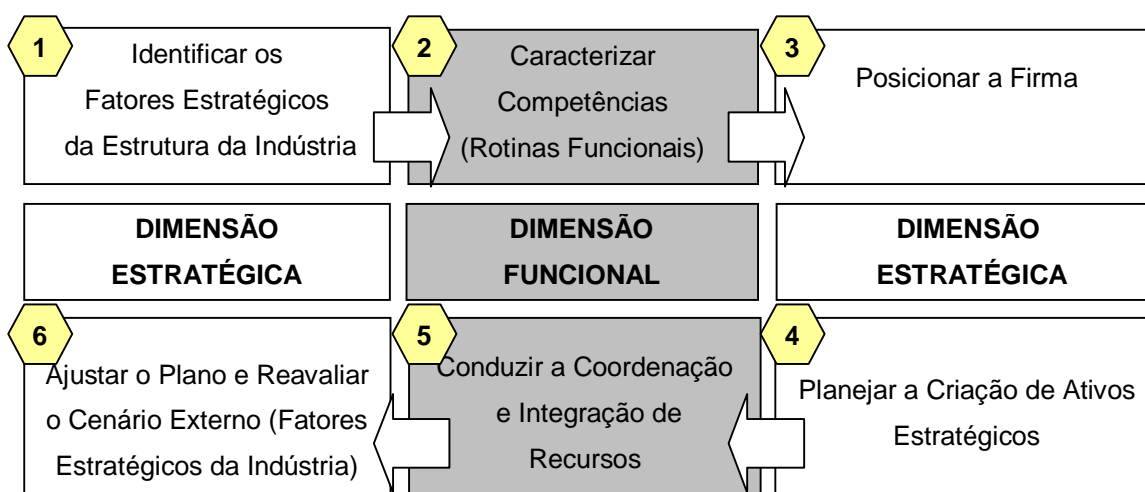 1
Identificar os
Fatores Estratégicos
da Estrutura da Indústria
2
Caracterizar
Competências
(Rotinas Funcionais)
3
Posicionar a Firma
DIMENSÃO
ESTRATÉGICA
DIMENSÃO
FUNCIONAL
DIMENSÃO
ESTRATÉGICA
6
Ajustar o Plano e Reavaliar
o Cenário Externo (Fatores
Estratégicos da Indústria)
5
Conduzir a Coordenação
e Integração de
Recursos
4
Planejar a Criação de Ativos
Estratégicos